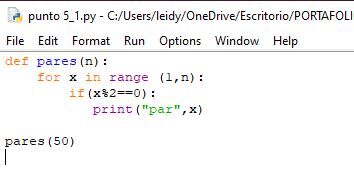 punto 5_1.py - C:/Users/leidy/OneDrive/Escritorio/PORTAFOLI
File Edit Format Run Options Window Help
def pares(n):
    for x in range (1,n):
        if(x%2==0):
           print("par",x)

pares(50)